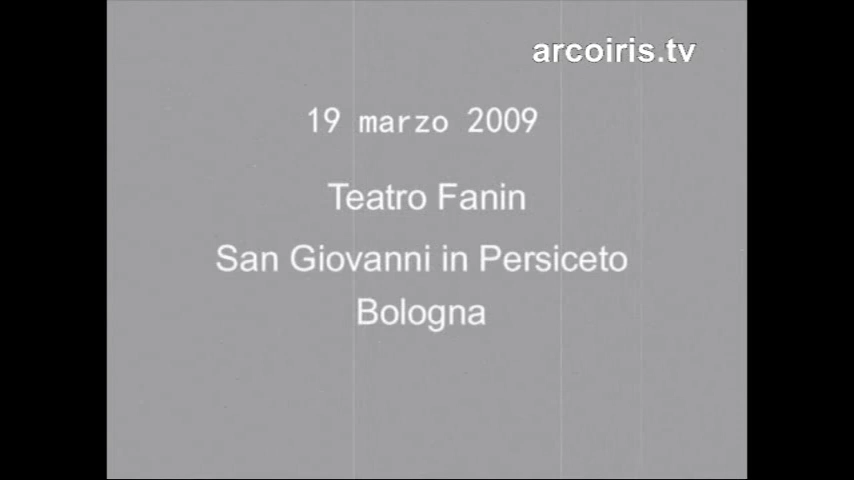 arcoiris.tv
19 marzo 2009
Teatro Fanin
San Giovanni in Persiceto
Bologna